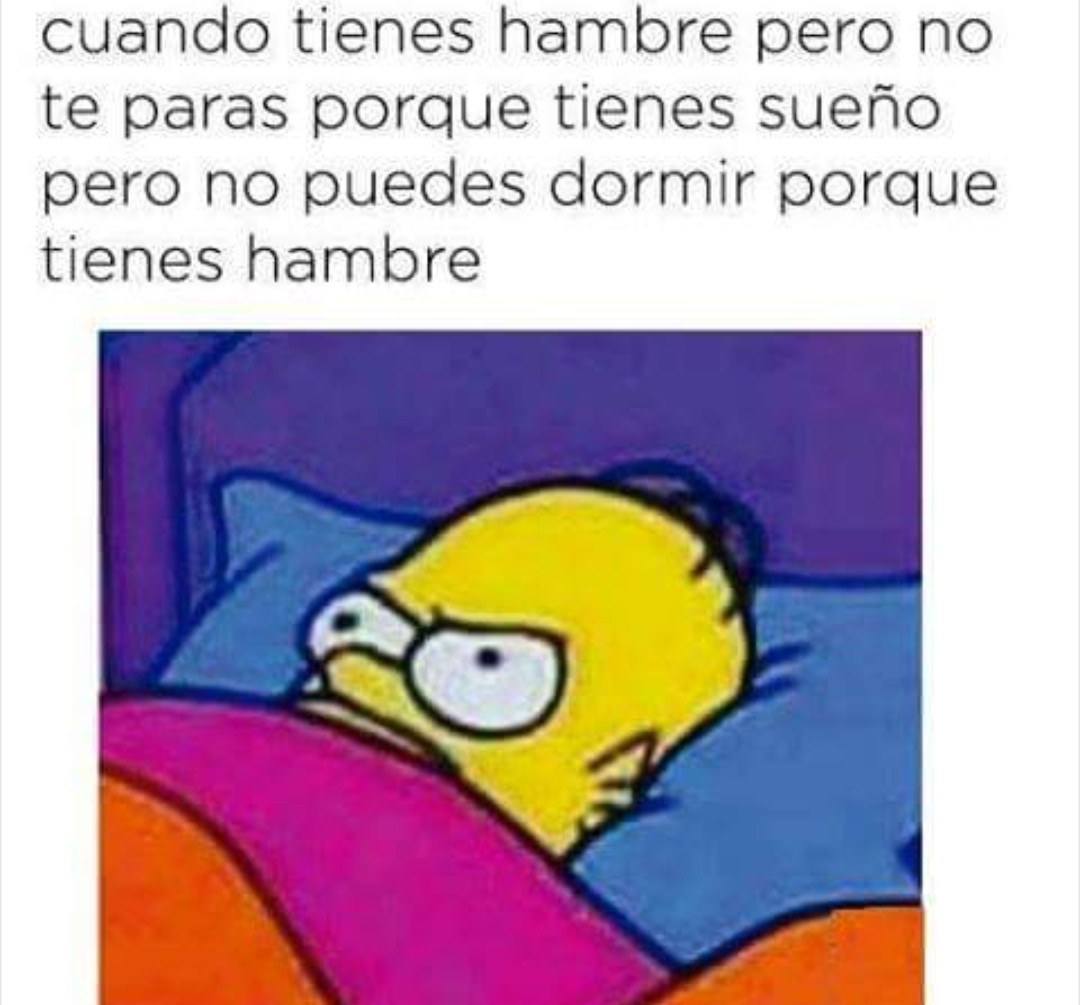 cuando tienes hambre pero no
te paras porque tienes sueño
pero no puedes dormir porque
tienes hambre